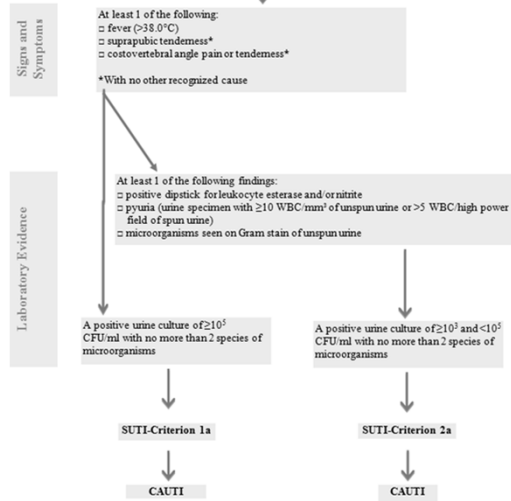 Signs and
Symptoms
At least 1 of the following:
□ fever (>38.0°C)
□ suprapubic tenderness*
□ costovertebral angle pain or tenderness*
*With no other recognized cause
Laboratory Evidence
At least 1 of the following findings:
□ positive dipstick for leukocyte esterase and/or nitrite
□ pyuria (urine specimen with ≥10 WBC/mm³ of unspun urine or >5 WBC/high power
field of spun urine)
□ microorganisms seen on Gram stain of unspun urine
A positive urine culture of ≥10⁵
CFU/ml with no more than 2 species of
microorganisms
A positive urine culture of ≥10³ and <10⁵
CFU/ml with no more than 2 species of
microorganisms
SUTI-Criterion 1a
SUTI-Criterion 2a
CAUTI
CAUTI